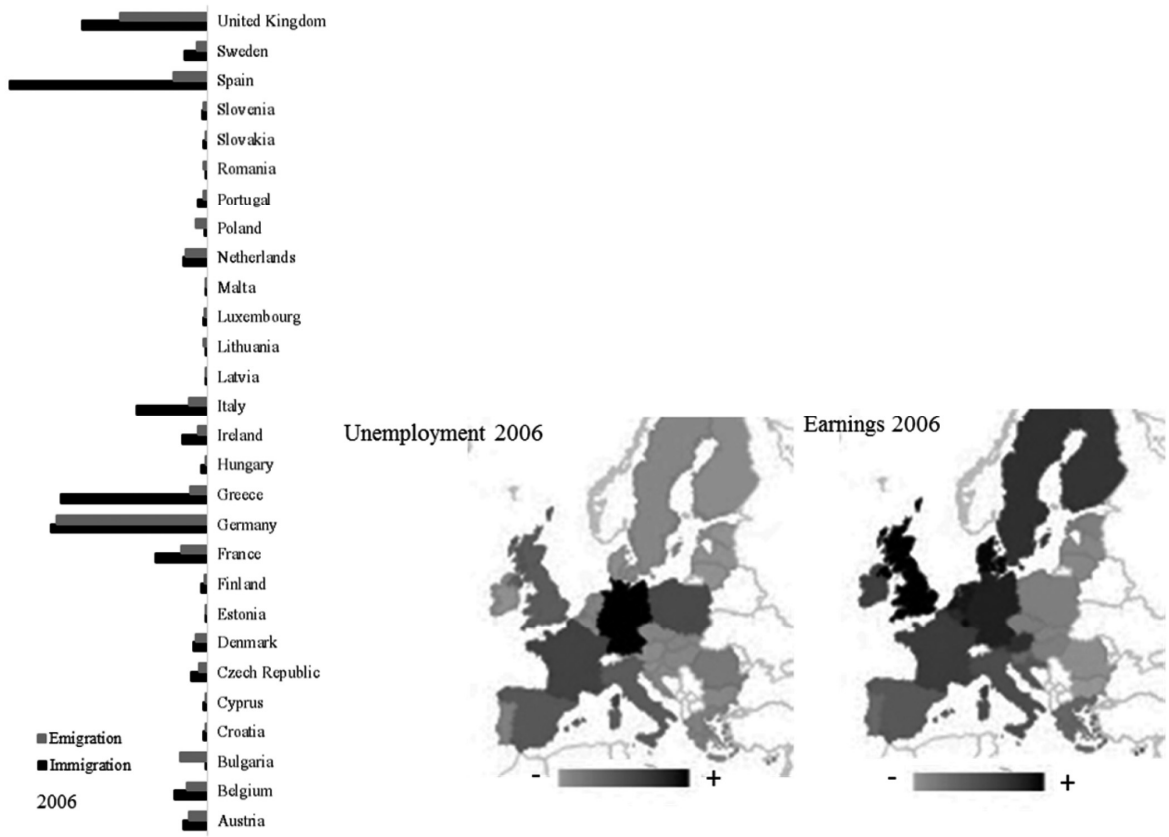 United Kingdom
Sweden
Spain
Slovenia
Slovakia
Romania
Portugal
Poland
Netherlands
Malta
Luxembourg
Lithuania
Latvia
Italy
Ireland
Hungary
Greece
Germany
France
Finland
Estonia
Denmark
Czech Republic
Cyprus
Croatia
Bulgaria
Belgium
Austria
Emigration
Immigration
2006
Unemployment 2006
- +
Earnings 2006
- +